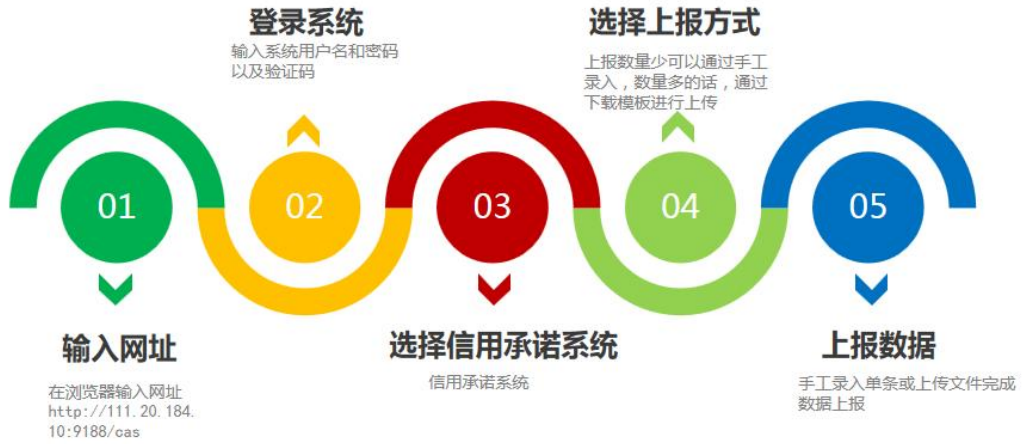 登录系统
输入系统用户名和密码
以及验证码
选择上报方式
上报数量少可以通过手工
录入，数量多的话，通过
下载模板进行上传
01
02
03
04
05
输入网址
在浏览器输入网址
http://111.20.184.
10:9188/cas
选择信用承诺系统
信用承诺系统
上报数据
手工录入单条或上传文件完成
数据上报